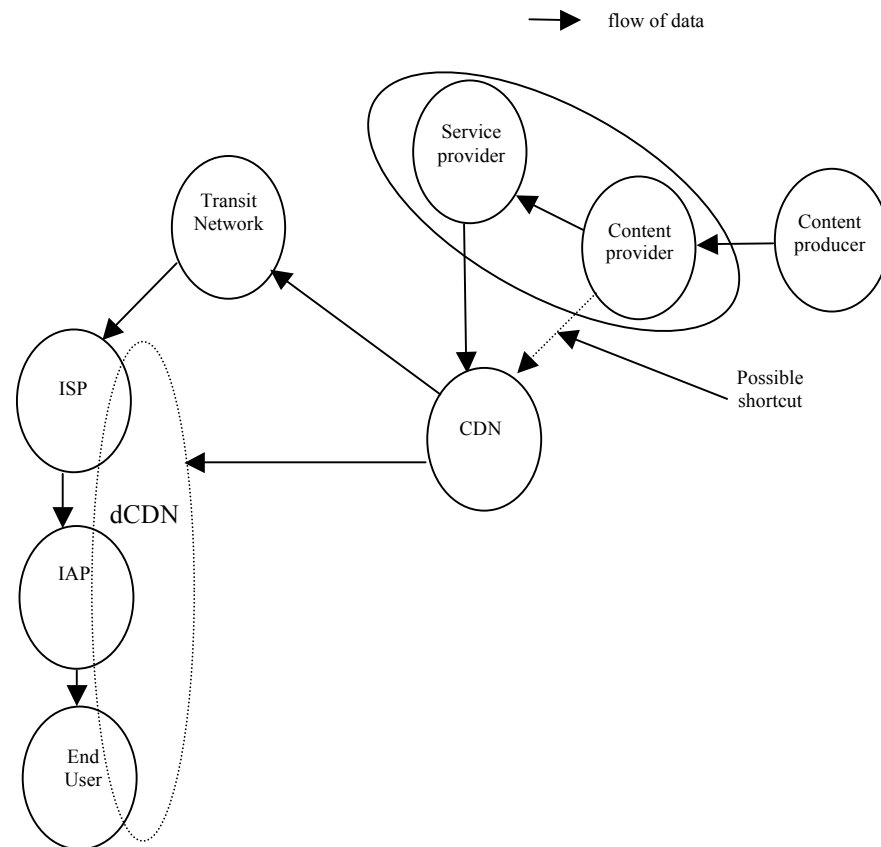 flow of data
Service
provider
Transit
Network
Content
provider
Content
producer
ISP
Possible
shortcut
CDN
dCDN
IAP
End
User